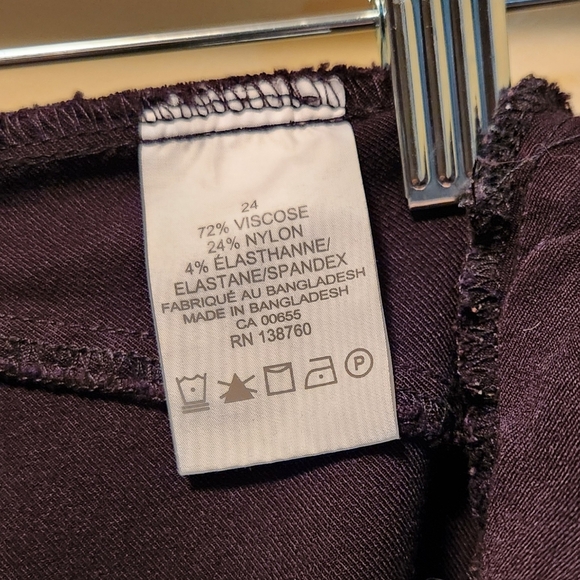 24
72% VISCOSE
24% NYLON
4% ÉLASTHANNE/
ELASTANE/SPANDEX
FABRIQUÉ AU BANGLADESH
MADE IN BANGLADESH
CA 00655
RN 138760
P